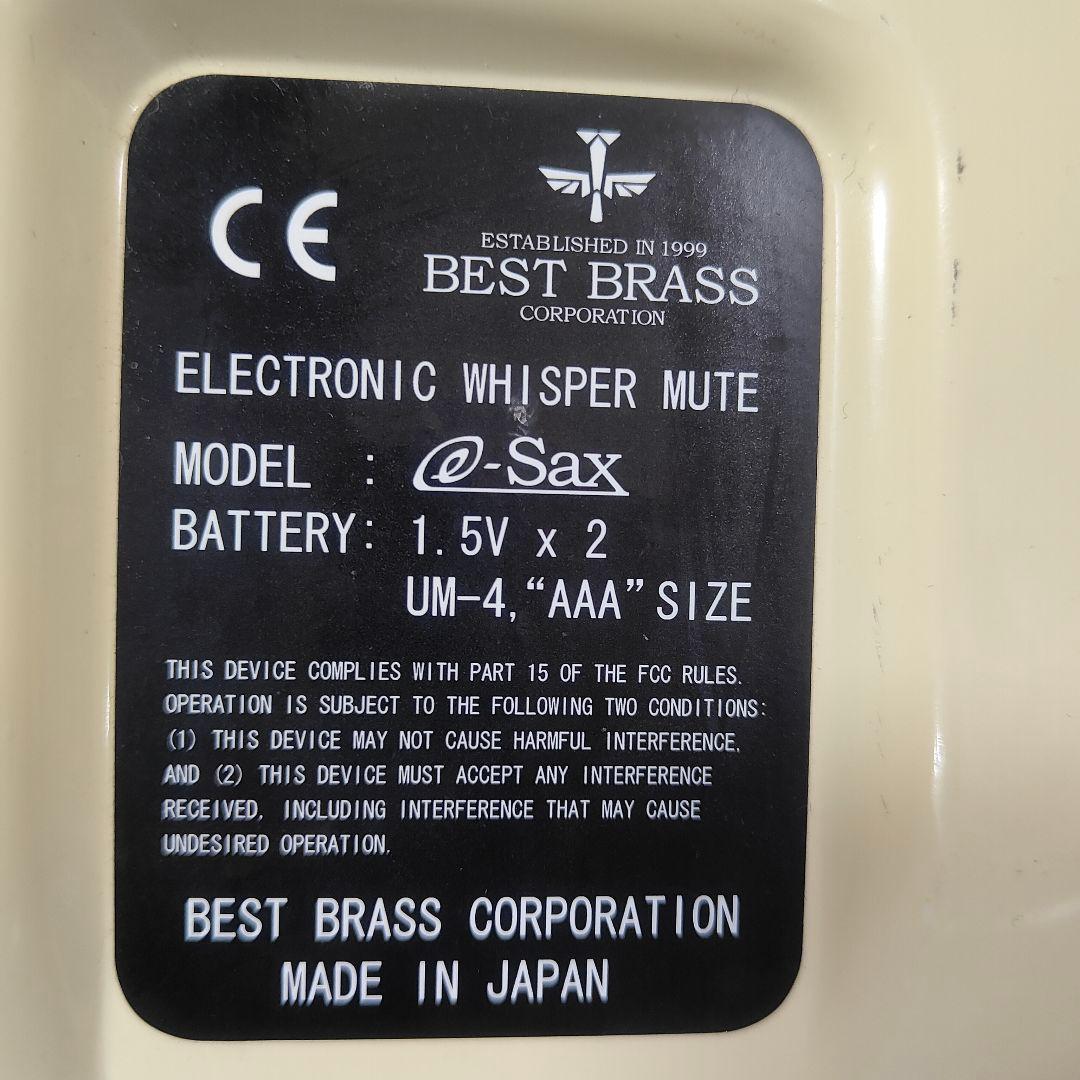 CE
ESTABLISHED IN 1999
BEST BRASS
CORPORATION
ELECTRONIC WHISPER MUTE
MODEL : e-Sax
BATTERY: 1.5V x 2
UM-4, “AAA” SIZE
THIS DEVICE COMPLIES WITH PART 15 OF THE FCC RULES.
OPERATION IS SUBJECT TO THE FOLLOWING TWO CONDITIONS:
(1) THIS DEVICE MAY NOT CAUSE HARMFUL INTERFERENCE,
AND (2) THIS DEVICE MUST ACCEPT ANY INTERFERENCE
RECEIVED, INCLUDING INTERFERENCE THAT MAY CAUSE
UNDESIRED OPERATION.
BEST BRASS CORPORATION
MADE IN JAPAN